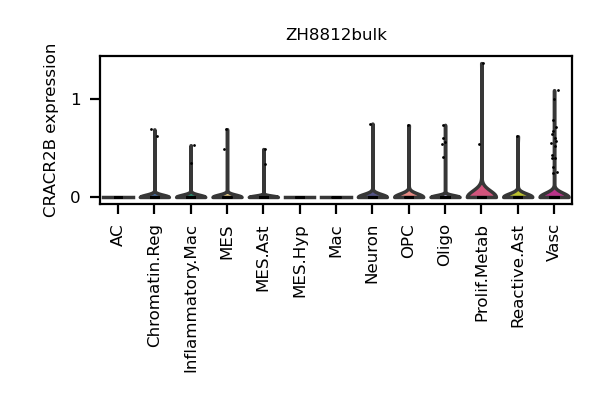 ZH8812bulk
CRACR2B expression
1
0
AC
Chromatin.Reg
Inflammatory.Mac
MES
MES.Ast
MES.Hyp
Mac
Neuron
OPC
Oligo
Prolif.Metab
Reactive.Ast
Vasc